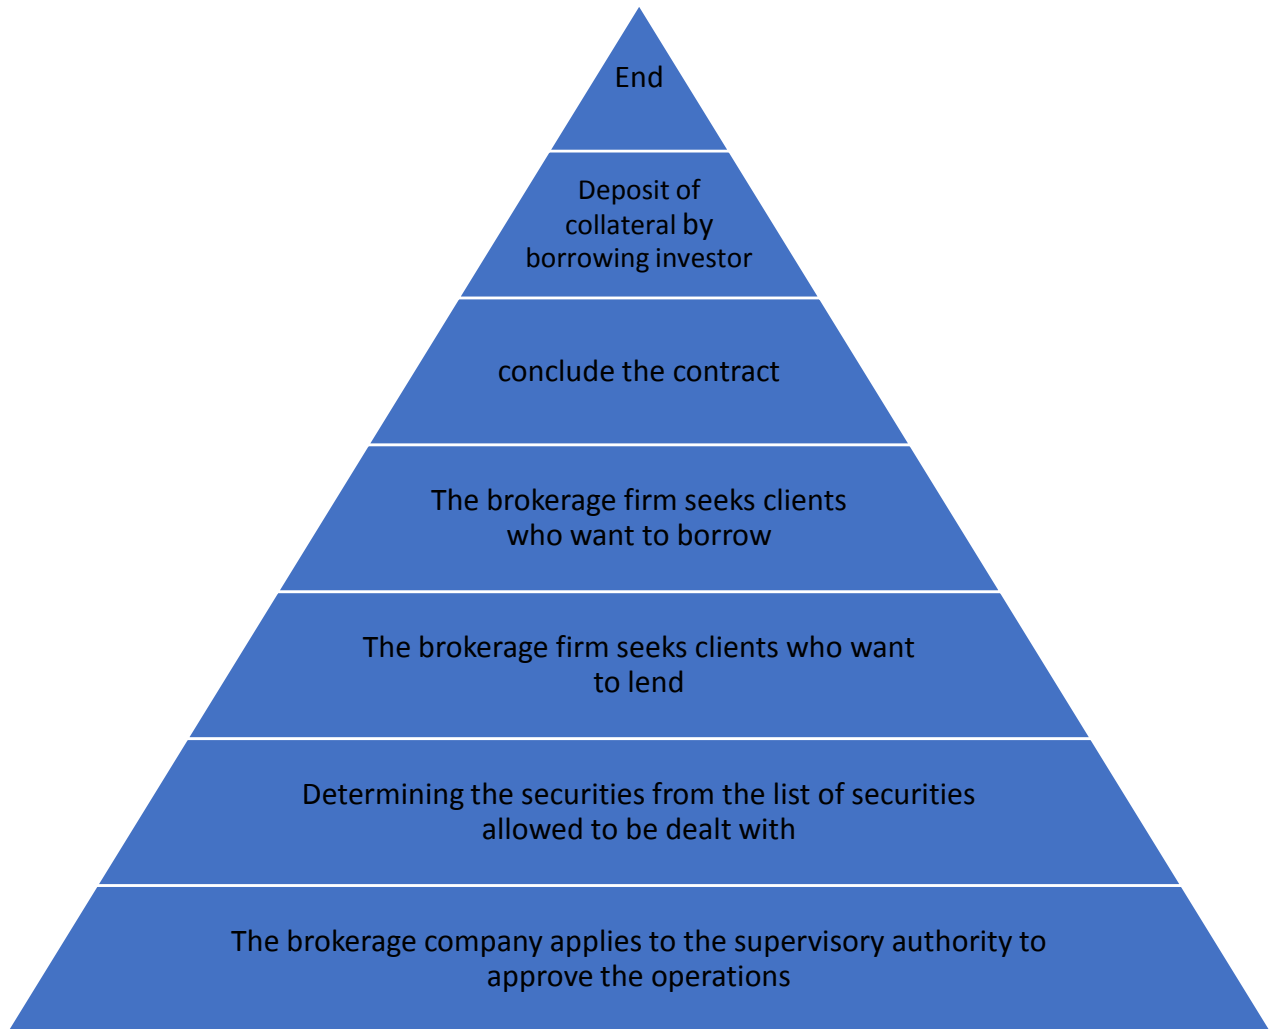 End
Deposit of
collateral by
borrowing investor
conclude the contract
The brokerage firm seeks clients
who want to borrow
The brokerage firm seeks clients who want
to lend
Determining the securities from the list of securities
allowed to be dealt with
The brokerage company applies to the supervisory authority to
approve the operations